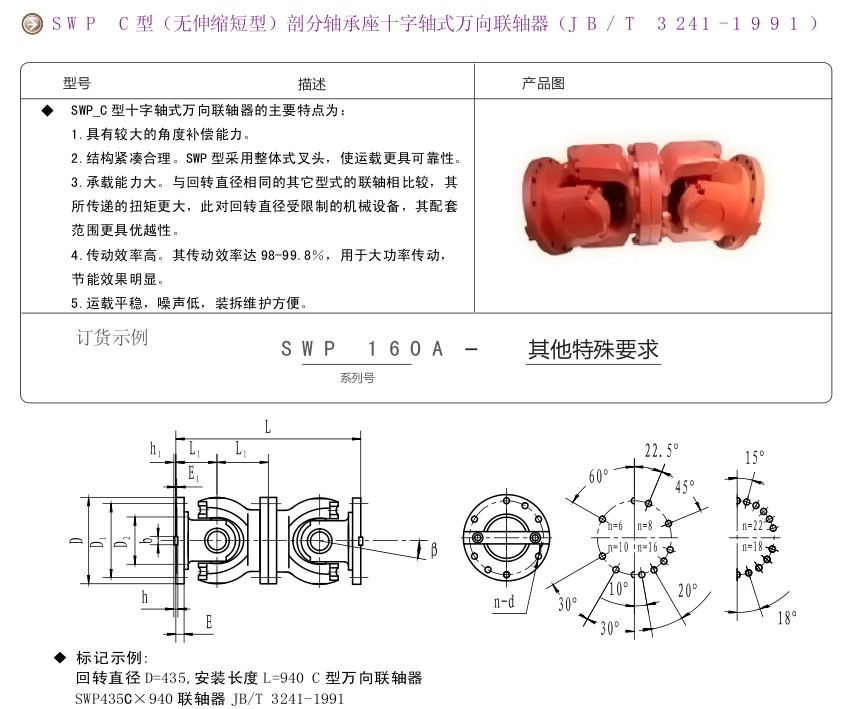 SWP C型（无伸缩短型）剖分轴承座十字轴式万向联轴器（JB/T 3241-1991）
型号 描述 产品图
◆ SWP_C 型十字轴式万向联轴器的主要特点为:
1.具有较大的角度补偿能力。
2.结构紧凑合理。SWP 型采用整体式叉头，使运载更具可靠性。
3.承载能力大。与回转直径相同的其它型式的联轴相比较，其
所传递的扭矩更大，此对回转直径受限制的机械设备，其配套
范围更具优越性。
4.传动效率高。其传动效率达 98-99.8%，用于大功率传动，
节能效果明显。
5.运载平稳，噪声低，装拆维护方便。
订货示例
SWP 160A - 其他特殊要求
系列号
L
h1 L1 L1
E1
D D1 D2 b
β
h
E
n-d
22.5°
60°
45°
n=6 n=8
n=10 n=16
10°
20°
30°
30°
15°
n=22
n=18
18°
◆ 标记示例:
回转直径 D=435,安装长度 L=940 C 型万向联轴器
SWP435C×940 联轴器 JB/T 3241-1991